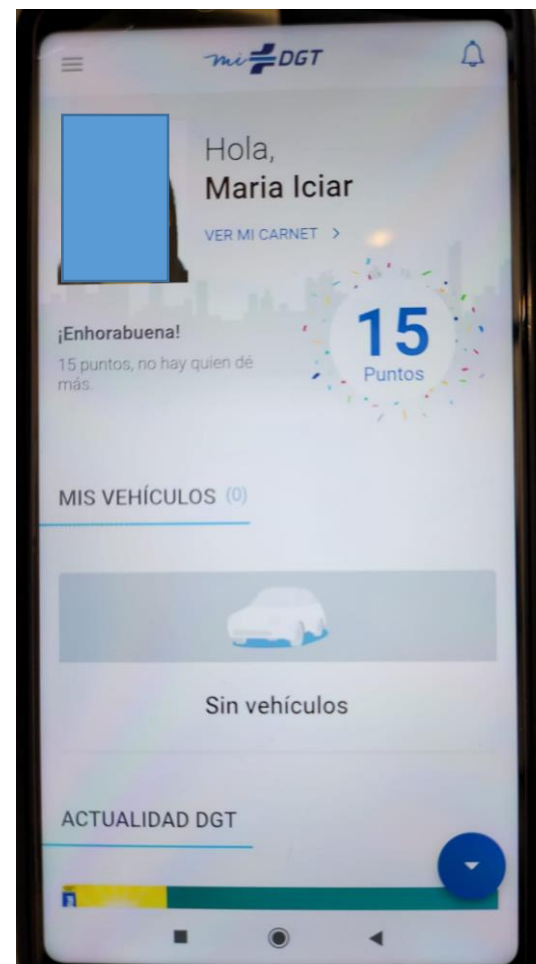 mi DGT
Hola,
Maria Iciar
VER MI CARNET >
¡Enhorabuena!
15 puntos, no hay quien dé
más.
15
Puntos
MIS VEHÍCULOS (0)
Sin vehículos
ACTUALIDAD DGT